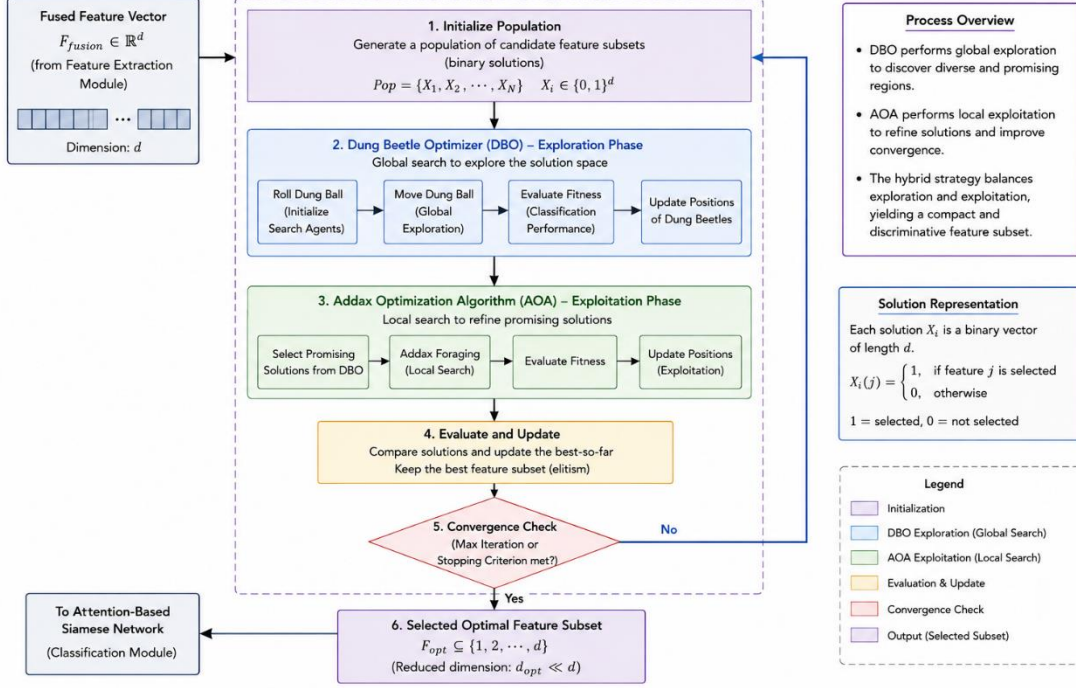 Fused Feature Vector
F_{fusion} ∈ ℝ^d
(from Feature Extraction
Module)
...
Dimension: d
1. Initialize Population
Generate a population of candidate feature subsets
(binary solutions)
Pop = {X_1, X_2, ⋯, X_N} X_i ∈ {0, 1}^d
2. Dung Beetle Optimizer (DBO) – Exploration Phase
Global search to explore the solution space
Roll Dung Ball
(Initialize
Search Agents)
Move Dung Ball
(Global
Exploration)
Evaluate Fitness
(Classification
Performance)
Update Positions
of Dung Beetles
3. Addax Optimization Algorithm (AOA) – Exploitation Phase
Local search to refine promising solutions
Select Promising
Solutions from DBO
Addax Foraging
(Local Search)
Evaluate Fitness
Update Positions
(Exploitation)
4. Evaluate and Update
Compare solutions and update the best-so-far
Keep the best feature subset (elitism)
5. Convergence Check
(Max Iteration or
Stopping Criterion met?)
No
Yes
6. Selected Optimal Feature Subset
F_{opt} ⊆ {1, 2, ⋯, d}
(Reduced dimension: d_{opt} ≪ d)
To Attention-Based
Siamese Network
(Classification Module)
Process Overview
• DBO performs global exploration
to discover diverse and promising
regions.
• AOA performs local exploitation
to refine solutions and improve
convergence.
• The hybrid strategy balances
exploration and exploitation,
yielding a compact and
discriminative feature subset.
Solution Representation
Each solution X_i is a binary vector
of length d.
X_i(j) = { 1, if feature j is selected
0, otherwise
1 = selected, 0 = not selected
Legend
Initialization
DBO Exploration (Global Search)
AOA Exploitation (Local Search)
Evaluation & Update
Convergence Check
Output (Selected Subset)